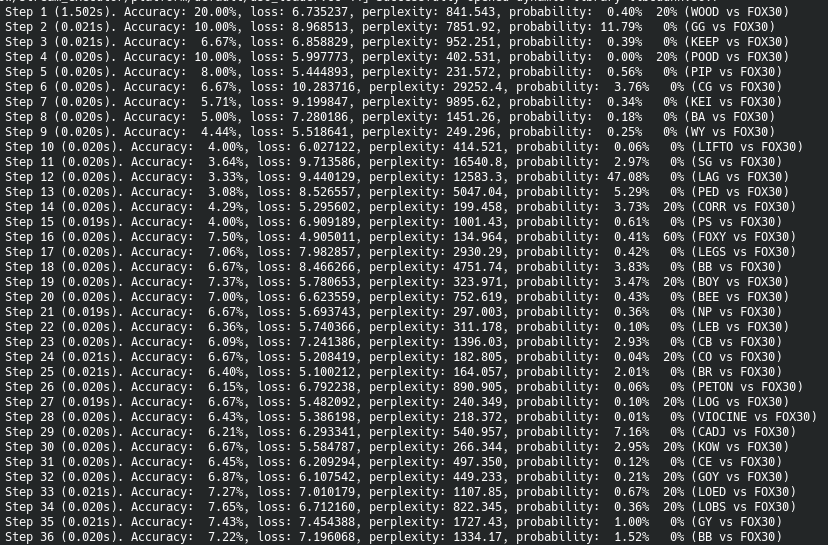 Step 1 (1.502s). Accuracy: 20.00%, loss: 6.735237, perplexity: 841.543, probability: 0.40% 20% (WOOD vs FOX30)
Step 2 (0.021s). Accuracy: 10.00%, loss: 8.968513, perplexity: 7851.92, probability: 11.79% 0% (GG vs FOX30)
Step 3 (0.021s). Accuracy: 6.67%, loss: 6.858829, perplexity: 952.251, probability: 0.39% 0% (KEEP vs FOX30)
Step 4 (0.020s). Accuracy: 10.00%, loss: 5.997773, perplexity: 402.531, probability: 0.00% 20% (POOD vs FOX30)
Step 5 (0.020s). Accuracy: 8.00%, loss: 5.444893, perplexity: 231.572, probability: 0.56% 0% (PIP vs FOX30)
Step 6 (0.020s). Accuracy: 6.67%, loss: 10.283716, perplexity: 29252.4, probability: 3.76% 0% (CG vs FOX30)
Step 7 (0.021s). Accuracy: 5.71%, loss: 9.199847, perplexity: 9895.62, probability: 0.34% 0% (KEI vs FOX30)
Step 8 (0.020s). Accuracy: 5.00%, loss: 7.280186, perplexity: 1451.26, probability: 0.18% 0% (BA vs FOX30)
Step 9 (0.020s). Accuracy: 4.44%, loss: 5.518641, perplexity: 249.296, probability: 0.25% 0% (WY vs FOX30)
Step 10 (0.020s). Accuracy: 4.00%, loss: 6.027122, perplexity: 414.521, probability: 0.06% 0% (LIFTO vs FOX30)
Step 11 (0.020s). Accuracy: 3.64%, loss: 9.713586, perplexity: 16540.8, probability: 2.97% 0% (SG vs FOX30)
Step 12 (0.020s). Accuracy: 3.33%, loss: 9.440129, perplexity: 12583.3, probability: 47.08% 0% (LAG vs FOX30)
Step 13 (0.020s). Accuracy: 3.08%, loss: 8.526557, perplexity: 5047.04, probability: 5.29% 0% (PED vs FOX30)
Step 14 (0.020s). Accuracy: 4.29%, loss: 5.295602, perplexity: 199.458, probability: 3.73% 20% (CORR vs FOX30)
Step 15 (0.019s). Accuracy: 4.00%, loss: 6.909189, perplexity: 1001.43, probability: 0.61% 0% (PS vs FOX30)
Step 16 (0.020s). Accuracy: 7.50%, loss: 4.905011, perplexity: 134.964, probability: 0.41% 60% (FOXY vs FOX30)
Step 17 (0.020s). Accuracy: 7.06%, loss: 7.982857, perplexity: 2930.29, probability: 0.42% 0% (LEGS vs FOX30)
Step 18 (0.020s). Accuracy: 6.67%, loss: 8.466266, perplexity: 4751.74, probability: 3.83% 0% (BB vs FOX30)
Step 19 (0.020s). Accuracy: 7.37%, loss: 5.780653, perplexity: 323.971, probability: 3.47% 20% (BOY vs FOX30)
Step 20 (0.020s). Accuracy: 7.00%, loss: 6.623559, perplexity: 752.619, probability: 0.43% 0% (BEE vs FOX30)
Step 21 (0.019s). Accuracy: 6.67%, loss: 5.693743, perplexity: 297.003, probability: 0.36% 0% (NP vs FOX30)
Step 22 (0.020s). Accuracy: 6.36%, loss: 5.740366, perplexity: 311.178, probability: 0.10% 0% (LEB vs FOX30)
Step 23 (0.020s). Accuracy: 6.09%, loss: 7.241386, perplexity: 1396.03, probability: 2.93% 0% (CB vs FOX30)
Step 24 (0.021s). Accuracy: 6.67%, loss: 5.208419, perplexity: 182.805, probability: 0.04% 20% (CO vs FOX30)
Step 25 (0.021s). Accuracy: 6.40%, loss: 5.100212, perplexity: 164.057, probability: 2.01% 0% (BR vs FOX30)
Step 26 (0.020s). Accuracy: 6.15%, loss: 6.792238, perplexity: 890.905, probability: 0.06% 0% (PETON vs FOX30)
Step 27 (0.019s). Accuracy: 6.67%, loss: 5.482092, perplexity: 240.349, probability: 0.10% 20% (LOG vs FOX30)
Step 28 (0.020s). Accuracy: 6.43%, loss: 5.386198, perplexity: 218.372, probability: 0.01% 0% (VIOCINE vs FOX30)
Step 29 (0.020s). Accuracy: 6.21%, loss: 6.293341, perplexity: 540.957, probability: 7.16% 0% (CADJ vs FOX30)
Step 30 (0.020s). Accuracy: 6.67%, loss: 5.584787, perplexity: 266.344, probability: 2.95% 20% (KOW vs FOX30)
Step 31 (0.020s). Accuracy: 6.45%, loss: 6.209294, perplexity: 497.350, probability: 0.12% 0% (CE vs FOX30)
Step 32 (0.020s). Accuracy: 6.87%, loss: 6.107542, perplexity: 449.233, probability: 0.21% 20% (GOY vs FOX30)
Step 33 (0.021s). Accuracy: 7.27%, loss: 7.010179, perplexity: 1107.85, probability: 0.67% 20% (LOED vs FOX30)
Step 34 (0.020s). Accuracy: 7.65%, loss: 6.712160, perplexity: 822.345, probability: 0.36% 20% (LOBS vs FOX30)
Step 35 (0.021s). Accuracy: 7.43%, loss: 7.454388, perplexity: 1727.43, probability: 1.00% 0% (GY vs FOX30)
Step 36 (0.020s). Accuracy: 7.22%, loss: 7.196068, perplexity: 1334.17, probability: 1.52% 0% (BB vs FOX30)